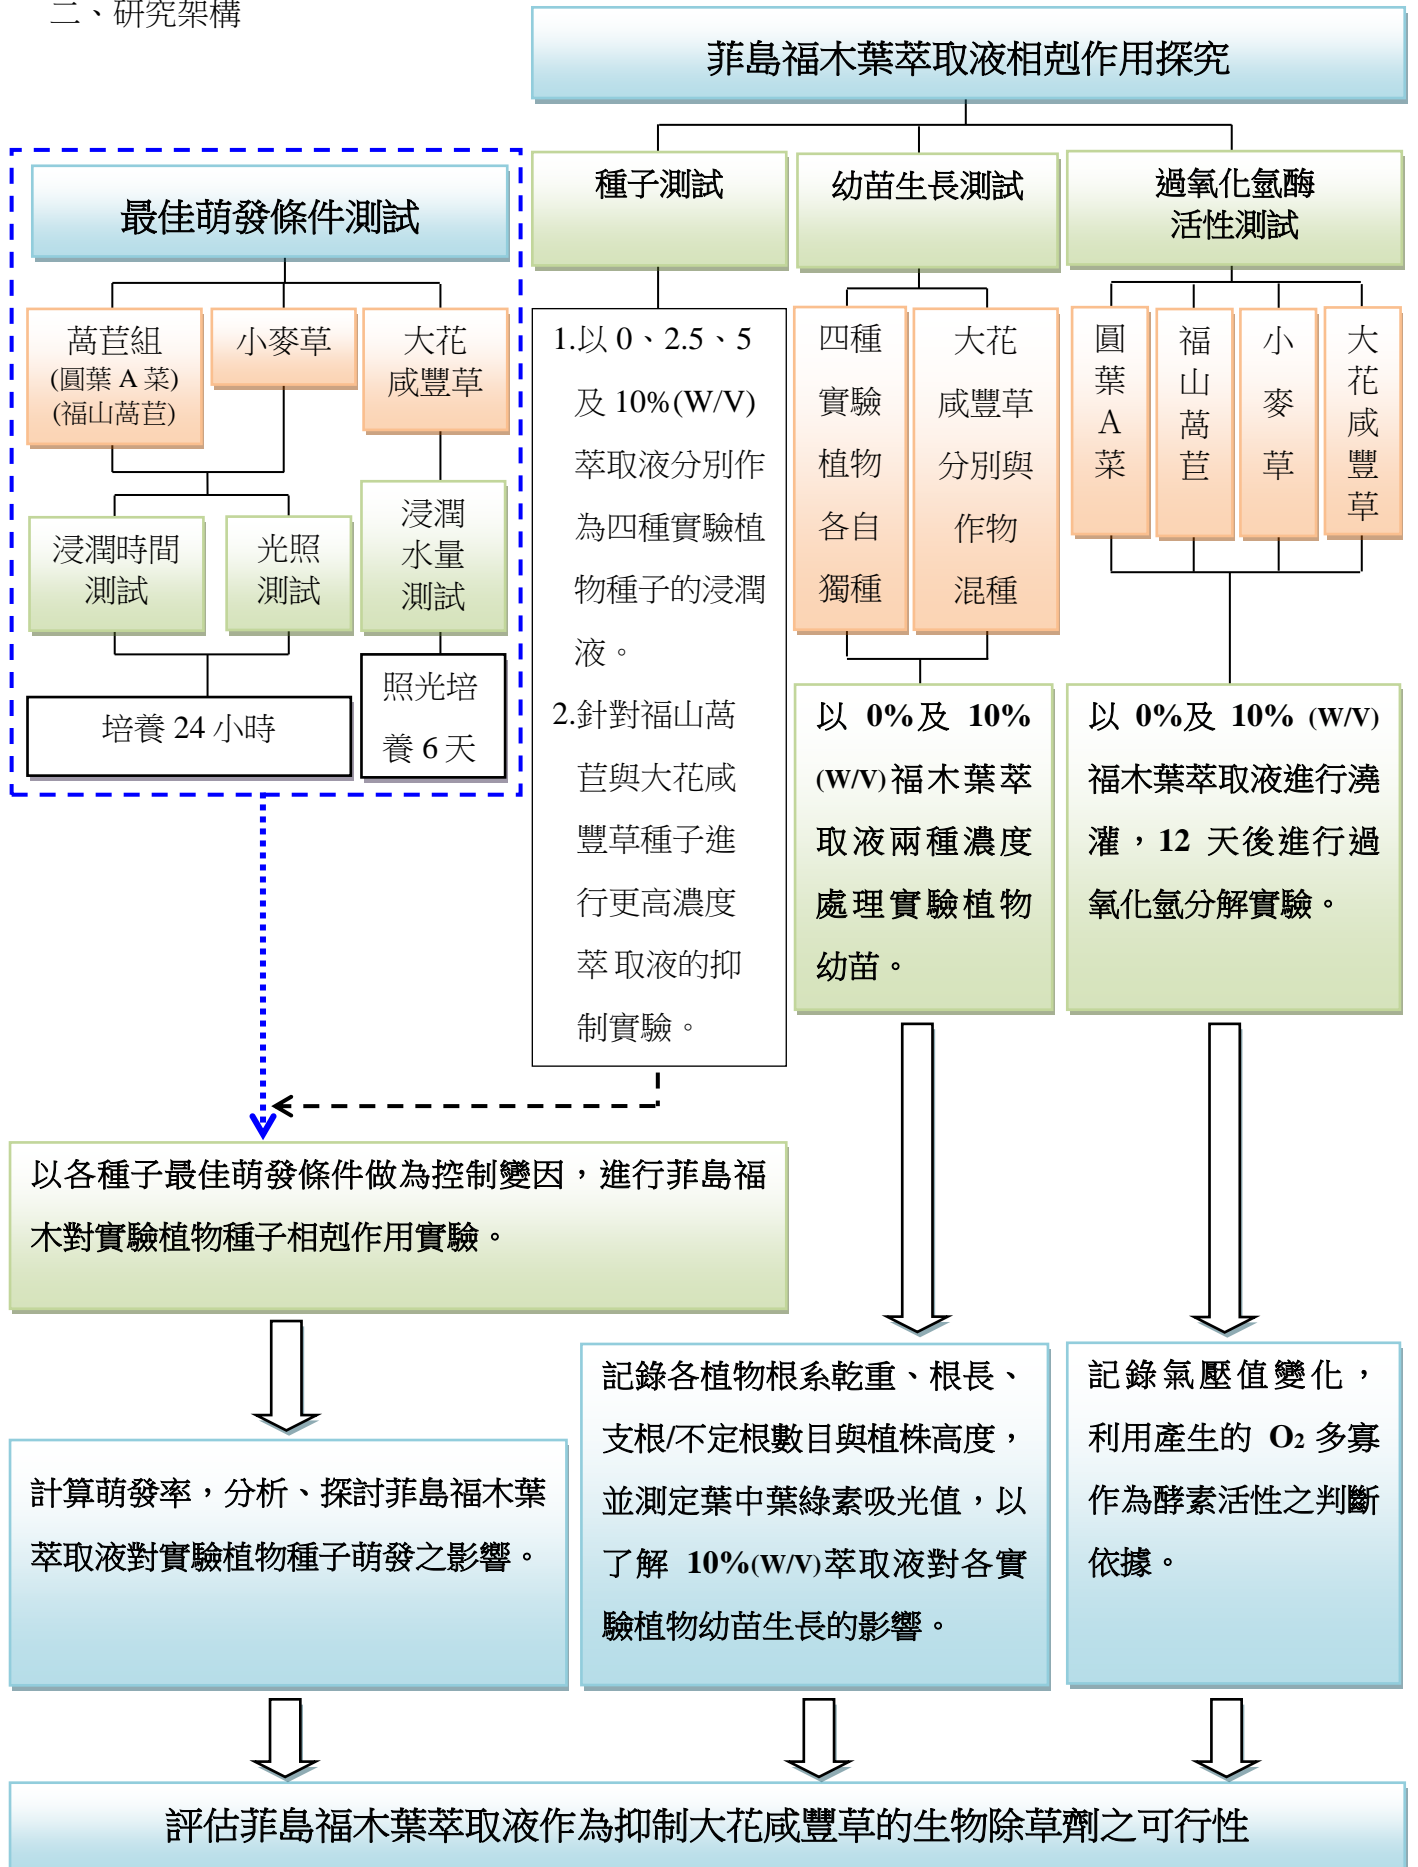 二、研究架構
菲島福木葉萃取液相剋作用探究
最佳萌發條件測試
萵苣組
(圓葉 A 菜)
(福山萵苣)
小麥草
大花
咸豐草
浸潤時間
測試
光照
測試
浸潤
水量
測試
培養 24 小時
照光培
養 6 天
種子測試
1.以 0、2.5、5
及 10%(W/V)
萃取液分別作
為四種實驗植
物種子的浸潤
液。
2.針對福山萵
苣與大花咸
豐草種子進
行更高濃度
萃取液的抑
制實驗。
幼苗生長測試
四種
實驗
植物
各自
獨種
大花
咸豐草
分別與
作物
混種
以 0%及 10%
(W/V)福木葉萃
取液兩種濃度
處理實驗植物
幼苗。
過氧化氫酶
活性測試
圓葉A菜
福山萵苣
小麥草
大花咸豐草
以 0%及 10% (W/V)
福木葉萃取液進行澆
灌，12 天後進行過
氧化氫分解實驗。
以各種子最佳萌發條件做為控制變因，進行菲島福
木對實驗植物種子相剋作用實驗。
計算萌發率，分析、探討菲島福木葉
萃取液對實驗植物種子萌發之影響。
記錄各植物根系乾重、根長、
支根/不定根數目與植株高度，
並測定葉中葉綠素吸光值，以
了解 10%(W/V)萃取液對各實
驗植物幼苗生長的影響。
記錄氣壓值變化，
利用產生的 O₂ 多寡
作為酵素活性之判斷
依據。
評估菲島福木葉萃取液作為抑制大花咸豐草的生物除草劑之可行性